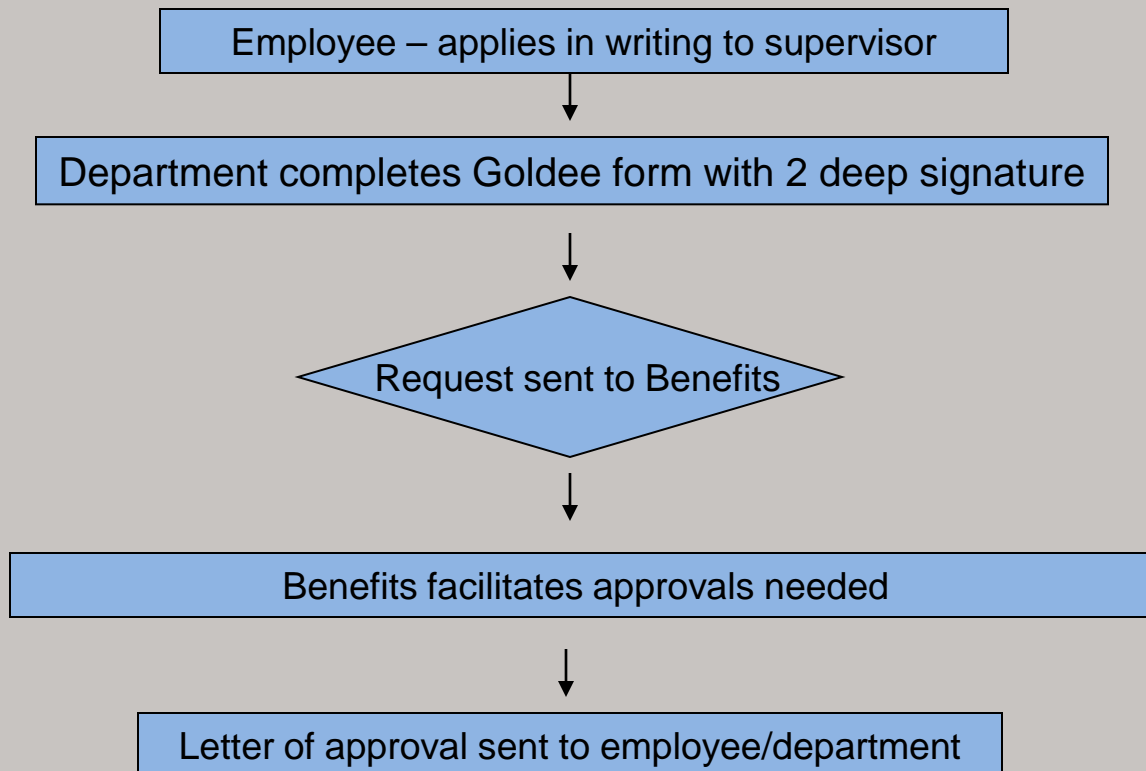 Employee – applies in writing to supervisor
Department completes Goldee form with 2 deep signature
Request sent to Benefits
Benefits facilitates approvals needed
Letter of approval sent to employee/department